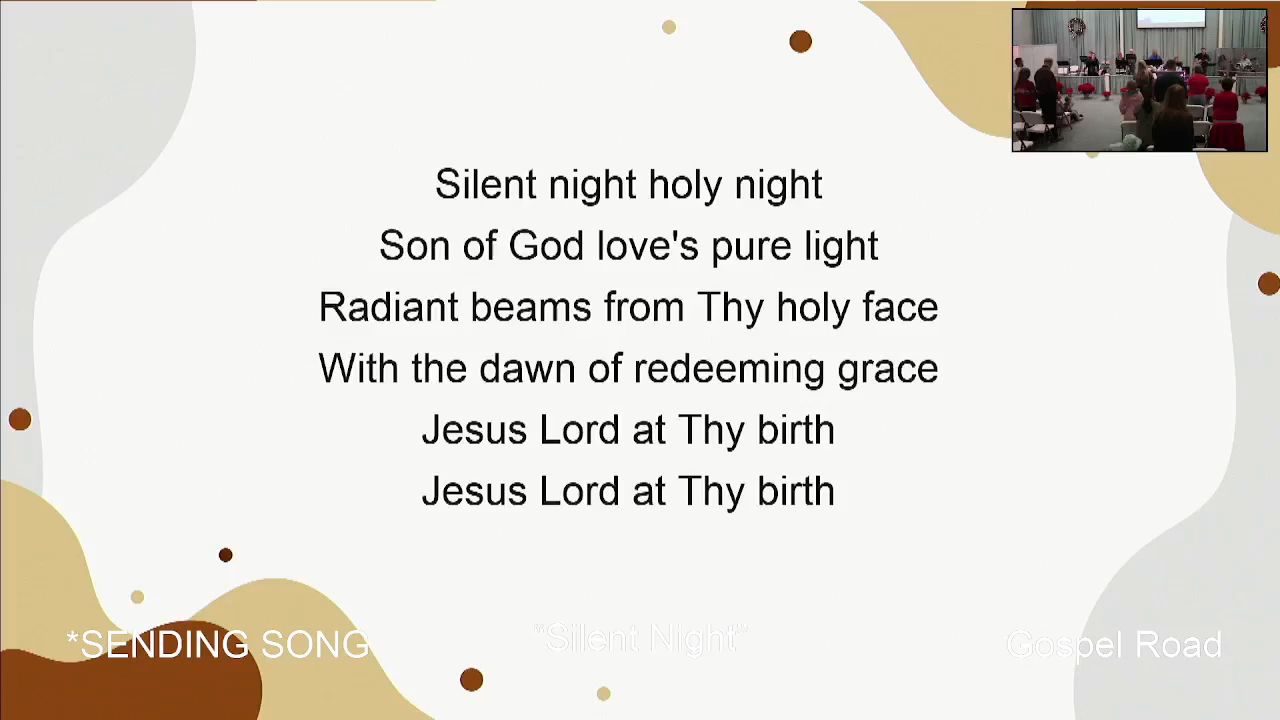 Silent night holy night
Son of God love's pure light
Radiant beams from Thy holy face
With the dawn of redeeming grace
Jesus Lord at Thy birth
Jesus Lord at Thy birth
*SENDING SONG
"Silent Night"
Gospel Road